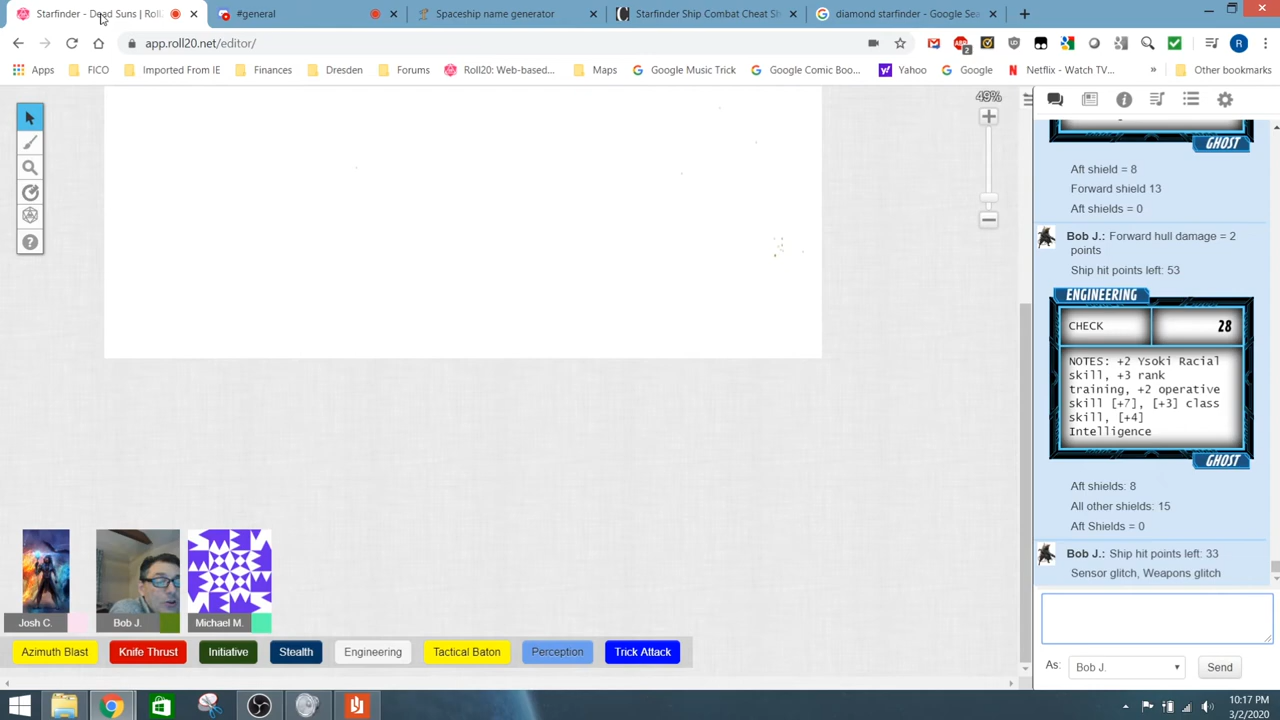 Starfinder - Dead Suns | Roll
#general
Spaceship name generator
Starfinder Ship Combat Cheat Sh
diamond starfinder - Google Sea
app.roll20.net/editor/
2
R
Apps
FICO
Imported From IE
Finances
Dresden
Forums
Roll20: Web-based...
Maps
Google Music Trick
Google Comic Boo...
Yahoo
Google
Netflix - Watch TV...
»
Other bookmarks
49%
GHOST
Aft shield = 8
Forward shield 13
Aft shields = 0
Bob J.: Forward hull damage = 2
points
Ship hit points left: 53
ENGINEERING
CHECK
28
NOTES: +2 Ysoki Racial
skill, +3 rank
training, +2 operative
skill [+7], [+3] class
skill, [+4]
Intelligence
GHOST
Aft shields: 8
All other shields: 15
Aft Shields = 0
Bob J.: Ship hit points left: 33
Sensor glitch, Weapons glitch
Josh C.
Bob J.
Michael M.
Azimuth Blast
Knife Thrust
Initiative
Stealth
Engineering
Tactical Baton
Perception
Trick Attack
As:
Bob J.
Send
10:17 PM
3/2/2020